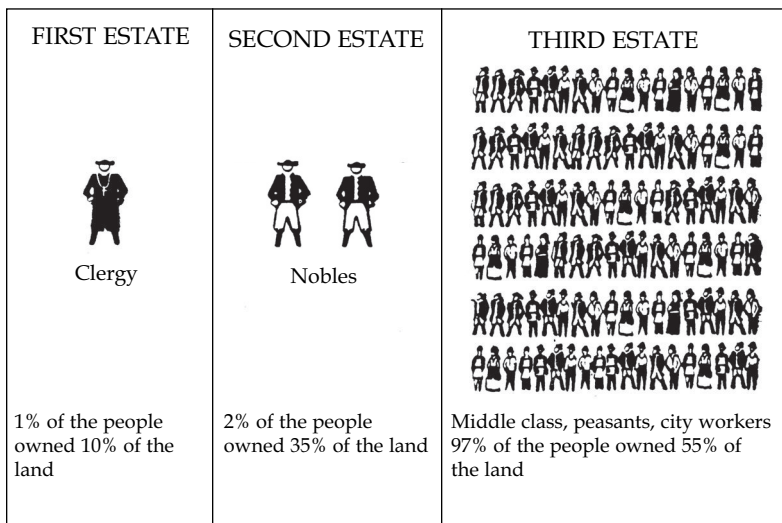 FIRST ESTATE
Clergy
1% of the people
owned 10% of the
land
SECOND ESTATE
Nobles
2% of the people
owned 35% of the land
THIRD ESTATE
Middle class, peasants, city workers
97% of the people owned 55% of
the land